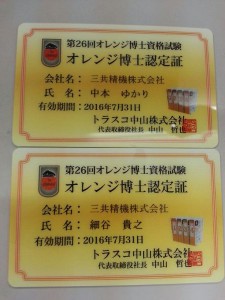 第26回オレンジ博士資格試験
オレンジ博士認定証
会社名: 三共精機株式会社
氏 名: 中本 ゆかり
有効期間:2016年7月31日
トラスコ中山株式会社
代表取締役社長 中山 哲也
第26回オレンジ博士資格試験
オレンジ博士認定証
会社名: 三共精機株式会社
氏 名: 細谷 貴之
有効期間:2016年7月31日
トラスコ中山株式会社
代表取締役社長 中山 哲也